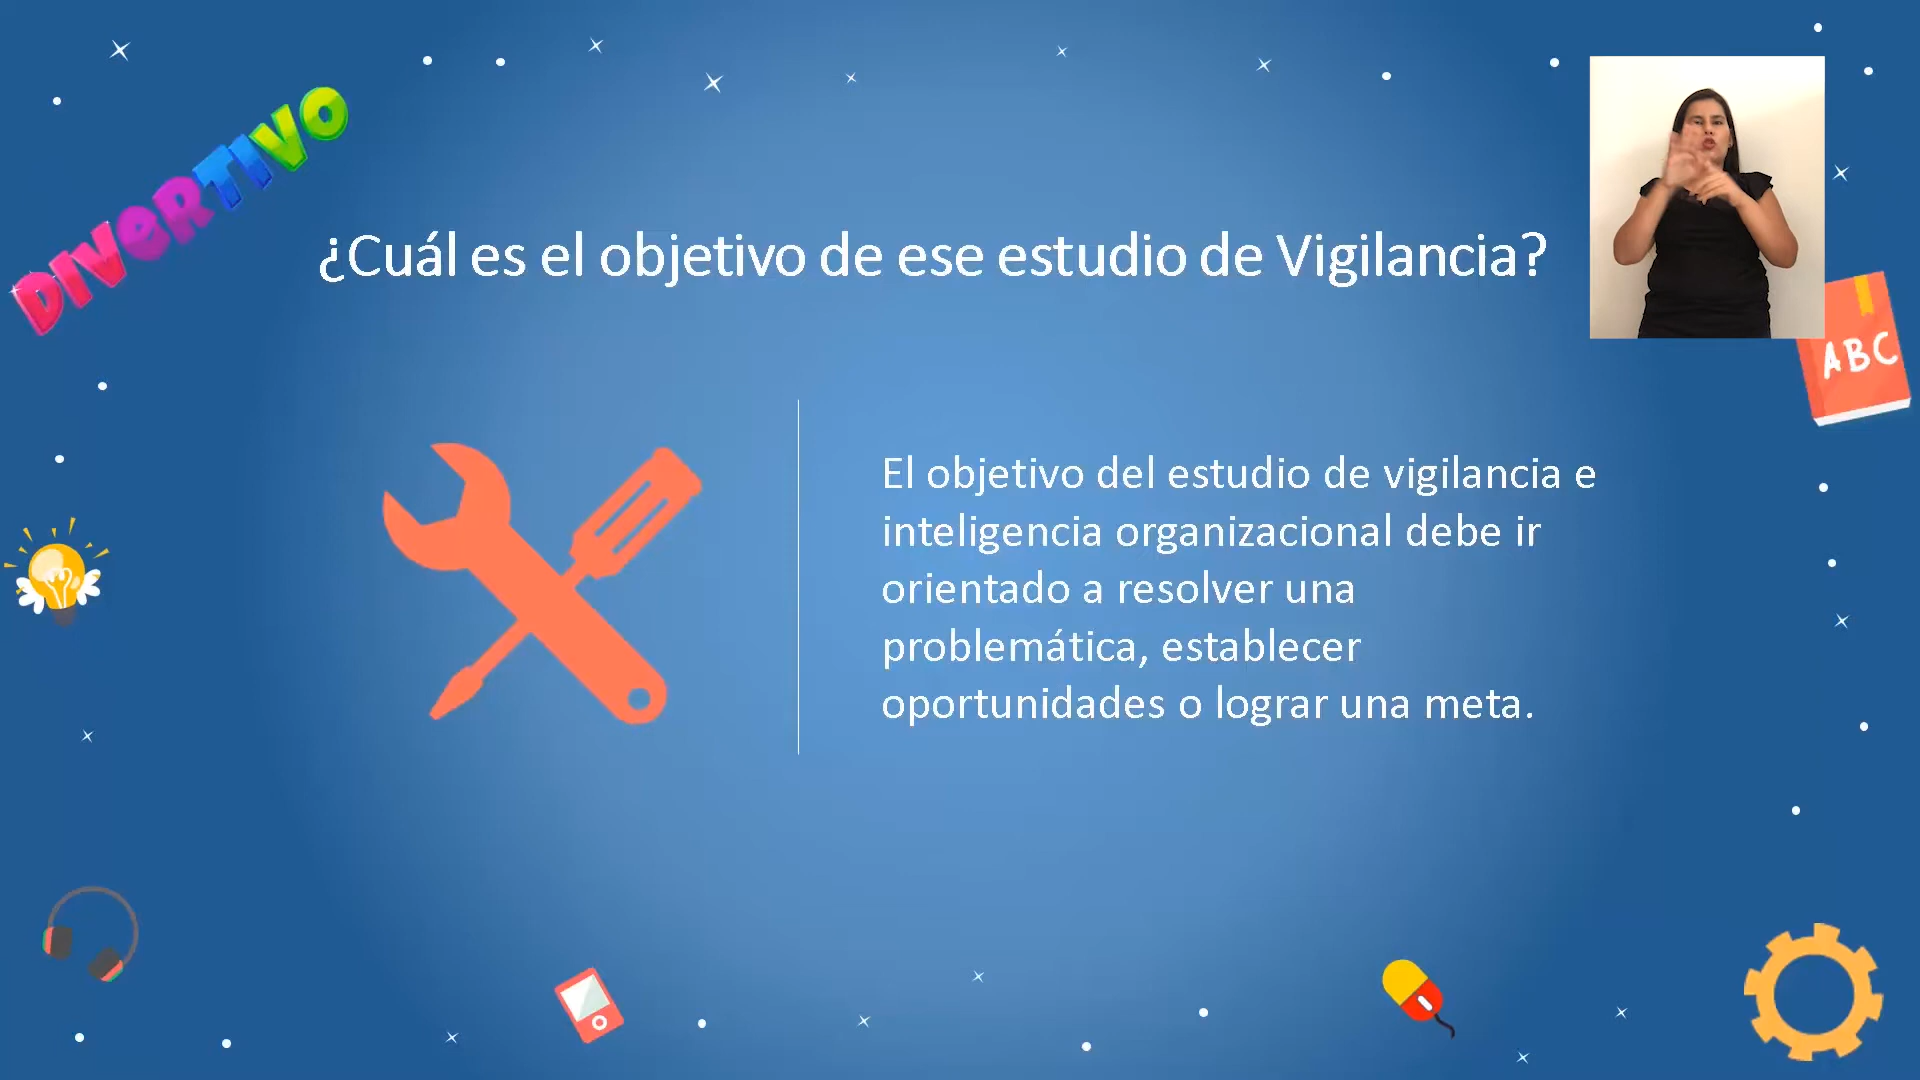 DIVeRTIVO
¿Cuál es el objetivo de ese estudio de Vigilancia?
ABC
El objetivo del estudio de vigilancia e
inteligencia organizacional debe ir
orientado a resolver una
problemática, establecer
oportunidades o lograr una meta.